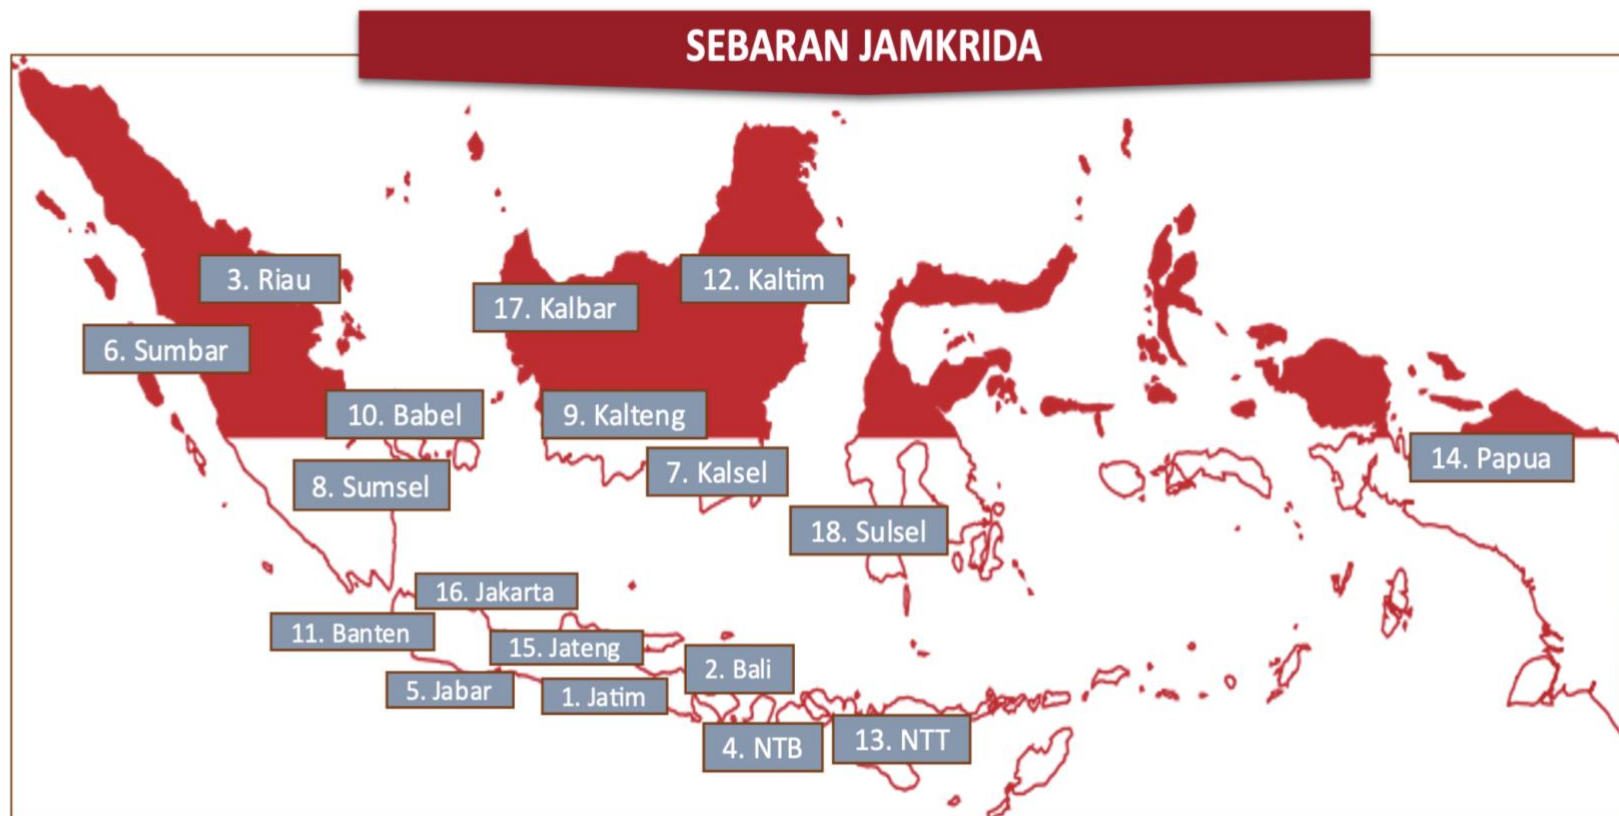 SEBARAN JAMKRIDA
3. Riau
12. Kaltim
17. Kalbar
6. Sumbar
10. Babel
9. Kalteng
14. Papua
7. Kalsel
8. Sumsel
18. Sulsel
16. Jakarta
11. Banten
15. Jateng
2. Bali
5. Jabar
1. Jatim
4. NTB
13. NTT